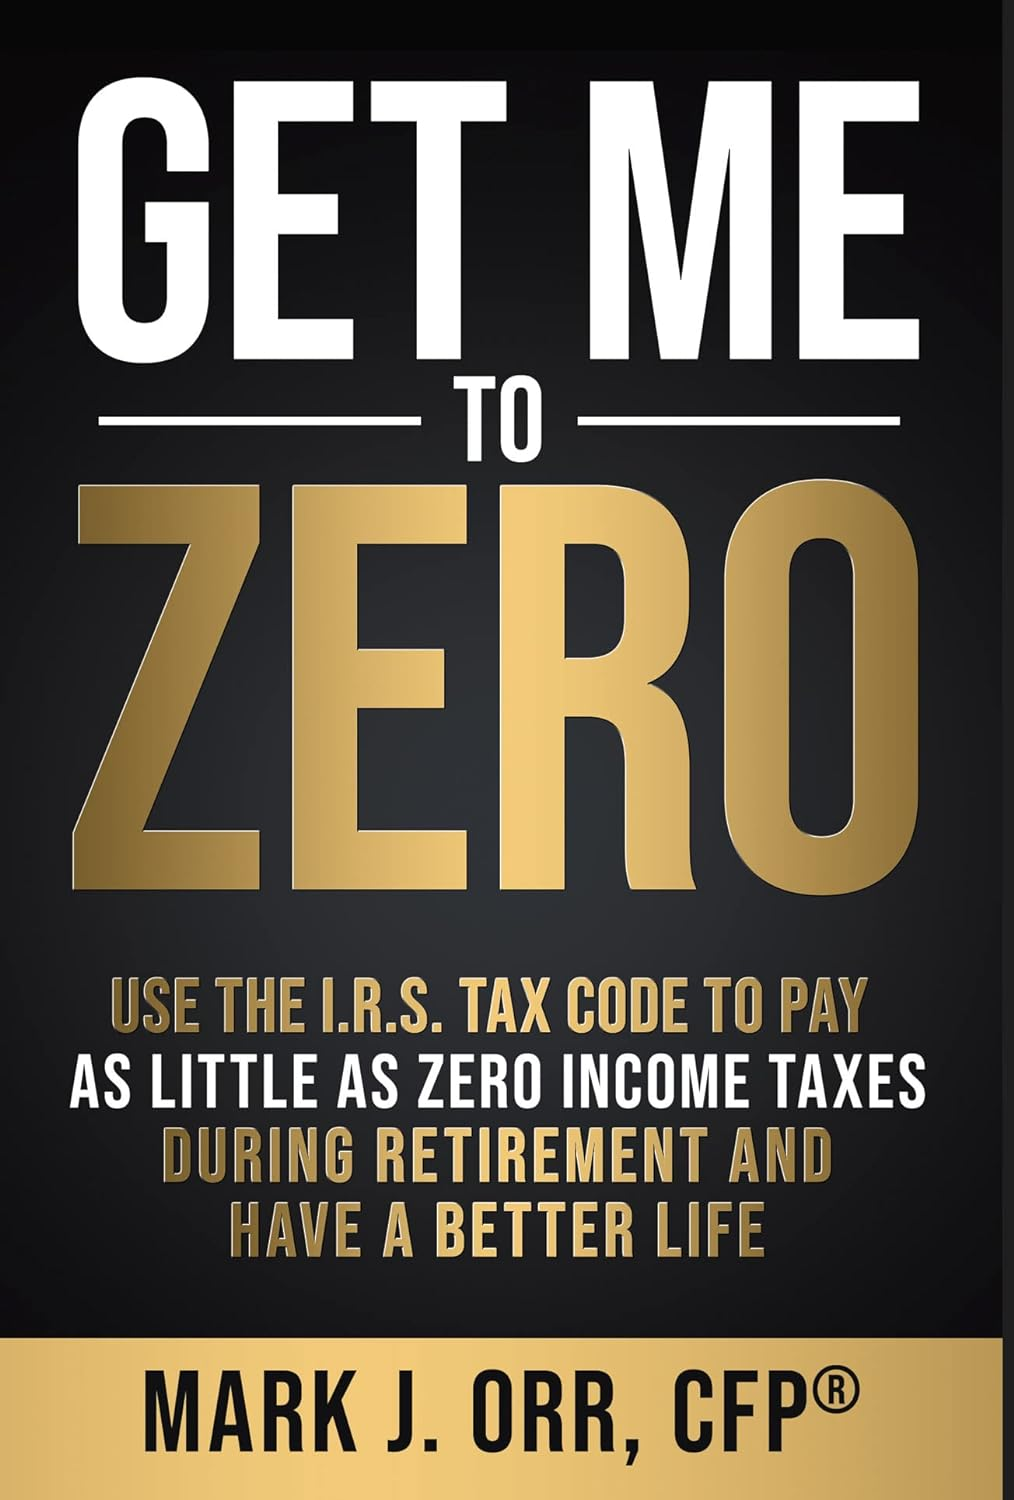 GET ME
TO
ZERO
USE THE I.R.S. TAX CODE TO PAY
AS LITTLE AS ZERO INCOME TAXES
DURING RETIREMENT AND
HAVE A BETTER LIFE
MARK J. ORR, CFP®